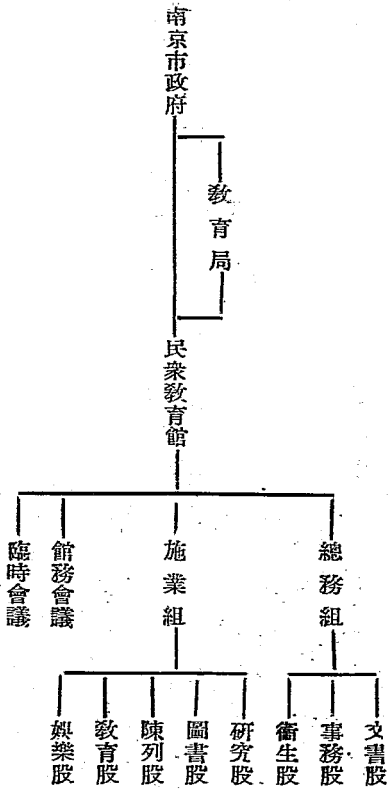 南京市政府
教育局
民衆教育館
總務組
施業組
館務會議
臨時會議
文書股
事務股
衞生股
研究股
圖書股
陳列股
教育股
娛樂股